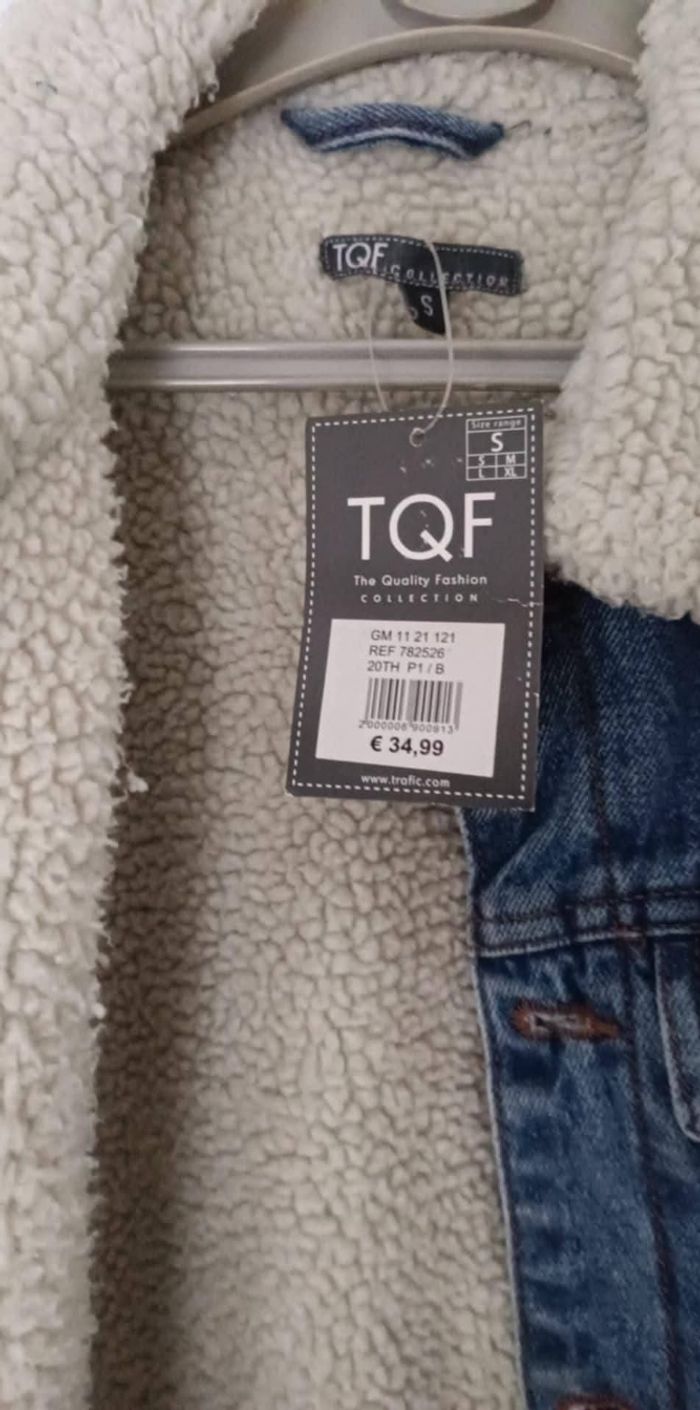 TQF
COLLECTION
S
Size range
S
S M
L XL
TQF
The Quality Fashion
COLLECTION
GM 11 21 121
REF 782526
20TH P1 / B
2000006900913
€ 34,99
www.trafic.com